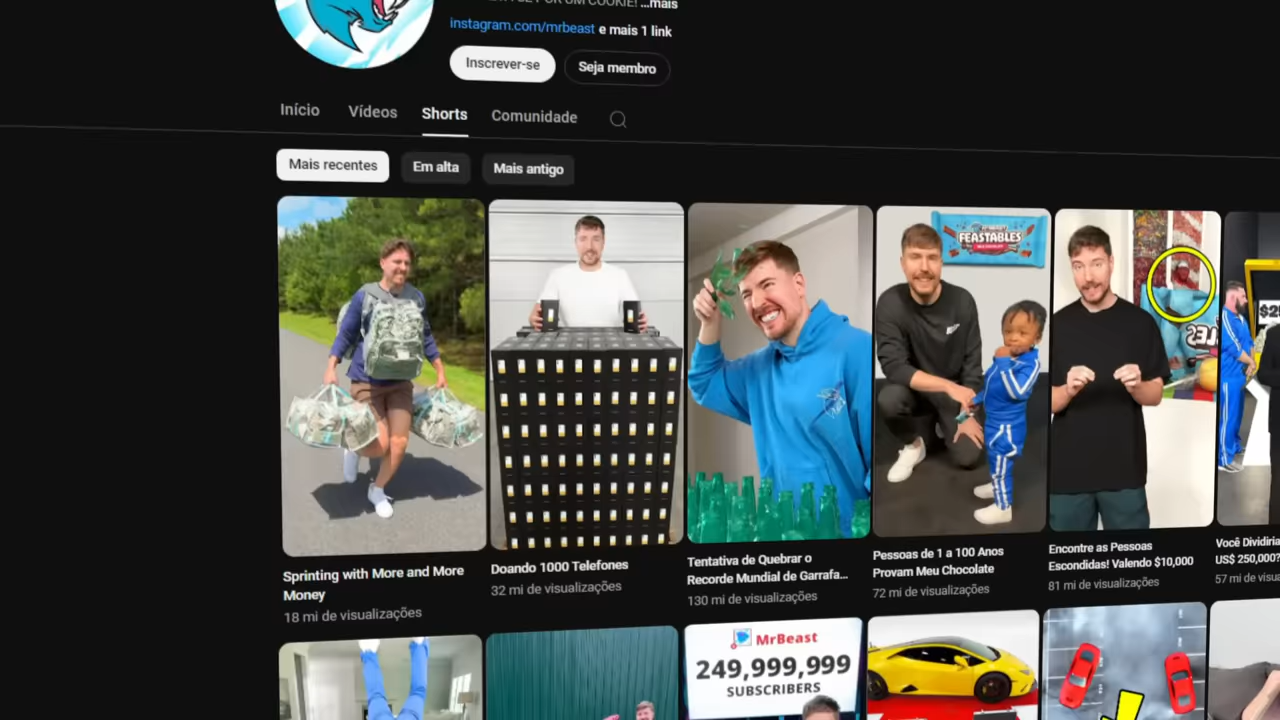 POR UM COOKIE! ...mais
instagram.com/mrbeast e mais 1 link
Inscrever-se
Seja membro
Início
Vídeos
Shorts
Comunidade
Mais recentes
Em alta
Mais antigo
FEASTABLES
Sprinting with More and More
Money
18 mi de visualizações
Doando 1000 Telefones
32 mi de visualizações
Tentativa de Quebrar o
Recorde Mundial de Garrafa...
130 mi de visualizações
Pessoas de 1 a 100 Anos
Provam Meu Chocolate
72 mi de visualizações
Encontre as Pessoas
Escondidas! Valendo $10,000
81 mi de visualizações
Você Dividiria
US$ 250,000?
57 mi de visu
MrBeast
249,999,999
SUBSCRIBERS